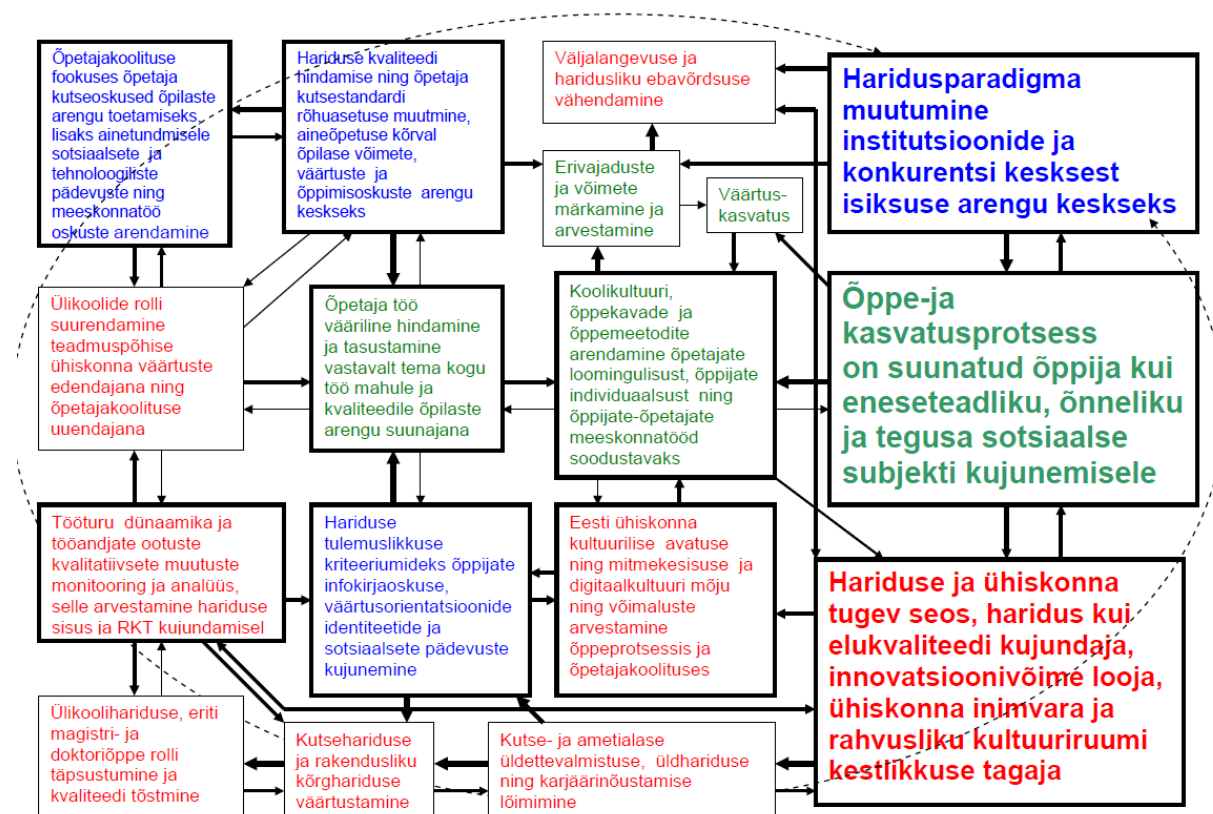 Õpetajakoolituse
fookuses õpetaja
kutseoskused õpilaste
arengu toetamiseks,
lisaks ainetundmisele
sotsiaalsete ja
tehnoloogiliste
pädevuste ning
meeskonnatöö
oskuste arendamine
Hariduse kvaliteedi
hindamise ning õpetaja
kutsestandardi
rõhuasetuse muutmine,
aineõpetuse kõrval
õpilase võimete,
väärtuste ja
õppimisoskuste arengu
keskseks
Väljalangevuse ja
haridusliku ebavõrdsuse
vähendamine
Haridusparadigma
muutumine
institutsioonide ja
konkurentsi kesksest
isiksuse arengu keskseks
Erivajaduste
ja võimete
märkamine ja
arvestamine
Väärtus-
kasvatus
Ülikoolide rolli
suurendamine
teadmuspõhise
ühiskonna väärtuste
edendajana ning
õpetajakoolituse
uuendajana
Õpetaja töö
vääriline hindamine
ja tasustamine
vastavalt tema kogu
töö mahule ja
kvaliteedile õpilaste
arengu suunajana
Koolikultuuri,
õppekavade ja
õppemeetodite
arendamine õpetajate
loomingulisust, õppijate
individuaalsust ning
õppijate-õpetajate
meeskonnatööd
soodustavaks
Õppe-ja
kasvatusprotsess
on suunatud õppija kui
eneseteadliku, õnneliku
ja tegusa sotsiaalse
subjekti kujunemisele
Tööturu dünaamika ja
tööandjate ootuste
kvalitatiivsete muutuste
monitooring ja analüüs,
selle arvestamine hariduse
sisus ja RKT kujundamisel
Hariduse
tulemuslikkuse
kriteeriumideks õppijate
infokirjaoskuse,
väärtusorientatsioonide
identiteetide ja
sotsiaalsete pädevuste
kujunemine
Eesti ühiskonna
kultuurilise avatuse
ning mitmekesisuse ja
digitaalkultuuri mõju
ning võimaluste
arvestamine
õppeprotsessis ja
õpetajakoolituses
Hariduse ja ühiskonna
tugev seos, haridus kui
elukvaliteedi kujundaja,
innovatsioonivõime looja,
ühiskonna inimvara ja
rahvusliku kultuuriruumi
kestlikkuse tagaja
Ülikoolihariduse, eriti
magistri- ja
doktoriõppe rolli
täpsustumine ja
kvaliteedi tõstmine
Kutsehariduse
ja rakendusliku
kõrghariduse
väärtustamine
Kutse- ja ametialase
üldettevalmistuse, üldhariduse
ning karjäärinõustamise
lõimimine